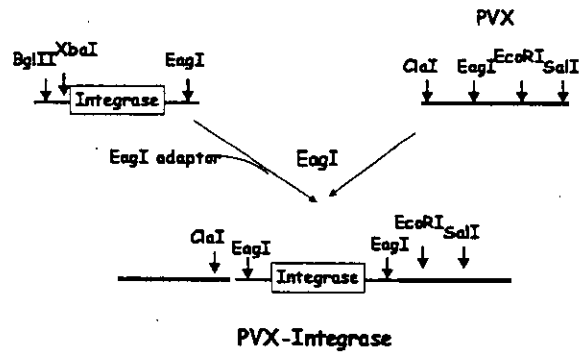 PVX
BglII XbaI EagI
ClaI EagI EcoRI SalI
Integrase
EagI adaptor EagI
ClaI EagI EagI EcoRI SalI
Integrase
PVX-Integrase